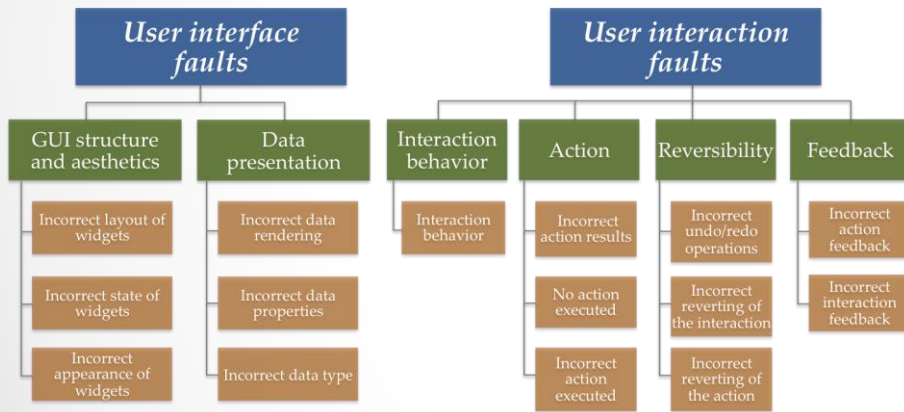 User interface
faults
GUI structure
and aesthetics
Incorrect layout of
widgets
Incorrect state of
widgets
Incorrect
appearance of
widgets
Data
presentation
Incorrect data
rendering
Incorrect data
properties
Incorrect data type
User interaction
faults
Interaction
behavior
Interaction
behavior
Action
Incorrect
action results
No action
executed
Incorrect
action
executed
Reversibility
Incorrect
undo/redo
operations
Incorrect
reverting of
the interaction
Incorrect
reverting of
the action
Feedback
Incorrect
action
feedback
Incorrect
interaction
feedback